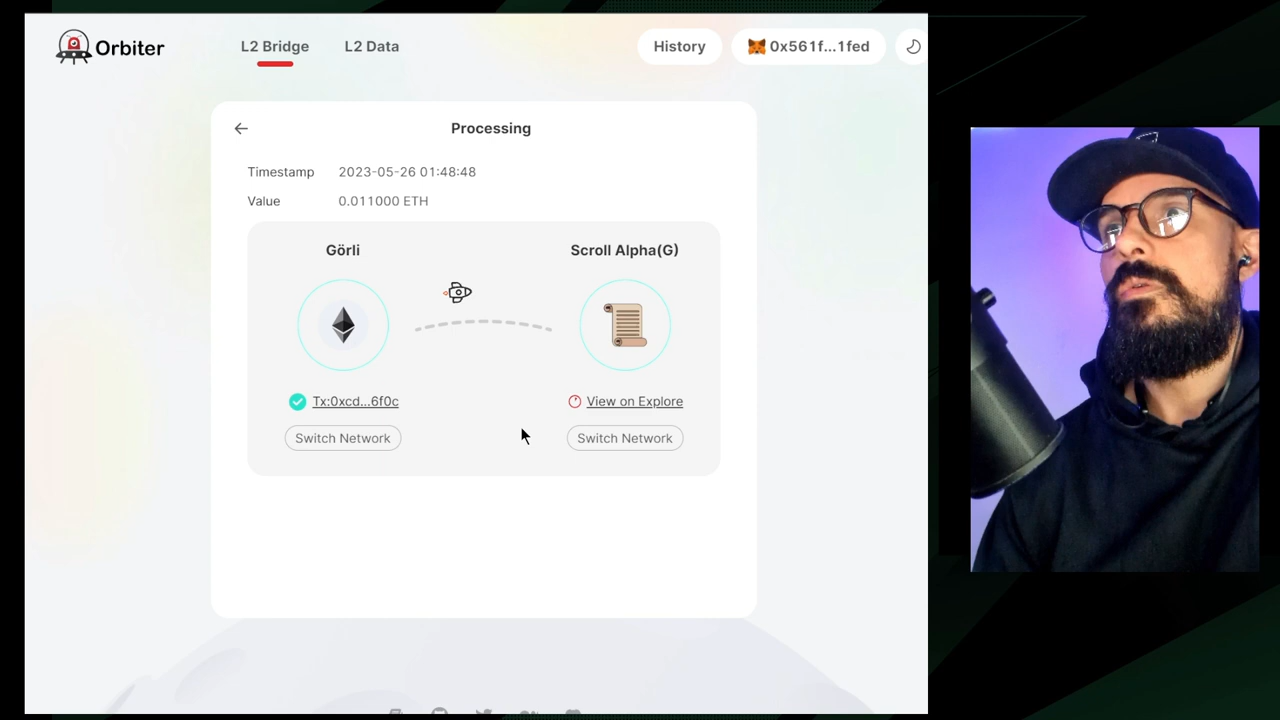 Orbiter
L2 Bridge
L2 Data
History
0x561f...1fed
Processing
Timestamp 2023-05-26 01:48:48
Value 0.011000 ETH
Görli
Scroll Alpha(G)
Tx:0xcd...6f0c
View on Explore
Switch Network
Switch Network